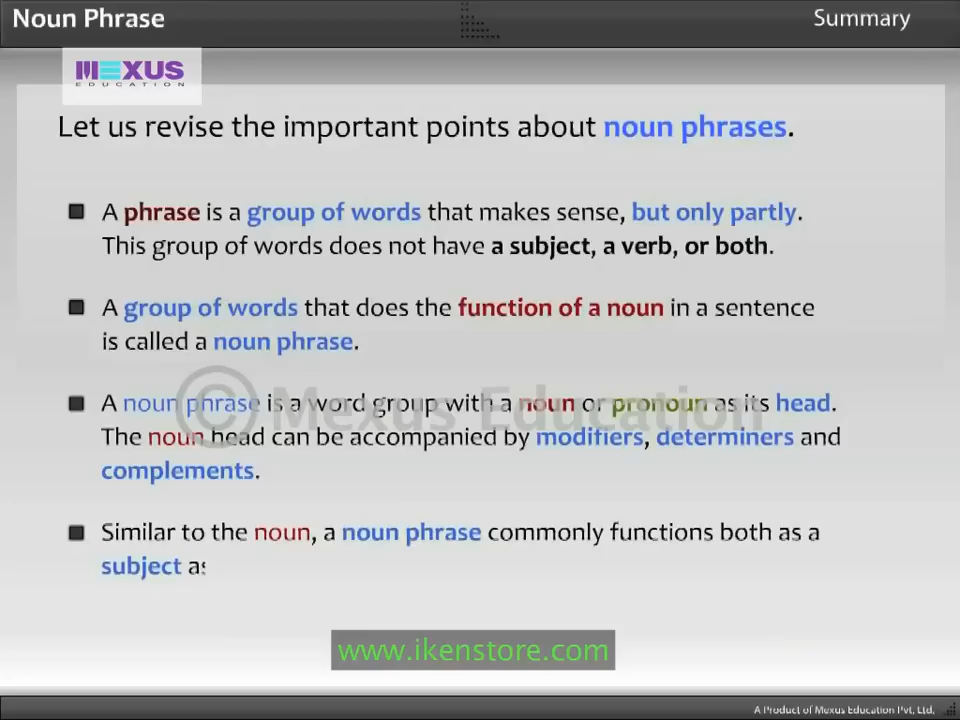 Noun Phrase
Summary
MEXUS
EDUCATION
Let us revise the important points about noun phrases.
A phrase is a group of words that makes sense, but only partly.
This group of words does not have a subject, a verb, or both.
A group of words that does the function of a noun in a sentence
is called a noun phrase.
A noun phrase is a word group with a noun or pronoun as its head.
© Mexus Education
The noun head can be accompanied by modifiers, determiners and
complements.
Similar to the noun, a noun phrase commonly functions both as a
subject as
www.ikenstore.com
A Product of Mexus Education Pvt. Ltd.